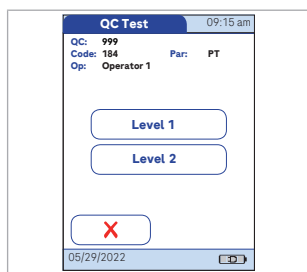 QC Test 09:15 am
QC: 999
Code: 184 Par: PT
Op: Operator 1
Level 1
Level 2
05/29/2022